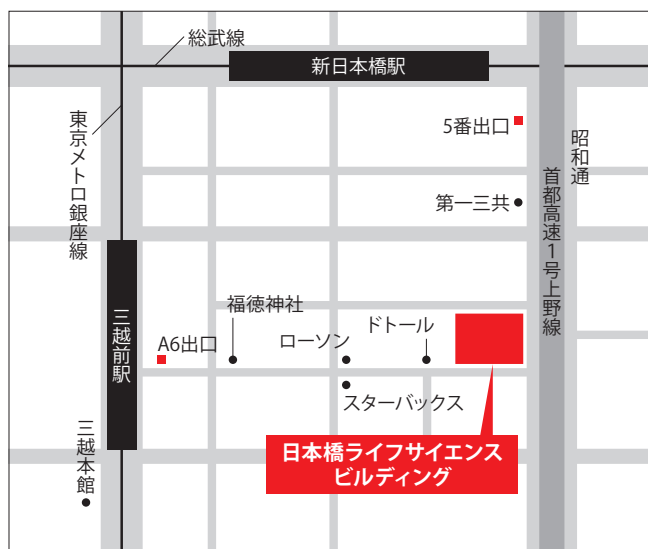 総武線
新日本橋駅
5番出口
東京メトロ銀座線
昭和通
首都高速1号上野線
第一三共
三越前駅
福徳神社
A6出口
ローソン
ドトール
スターバックス
三越本館
日本橋ライフサイエンス
ビルディング